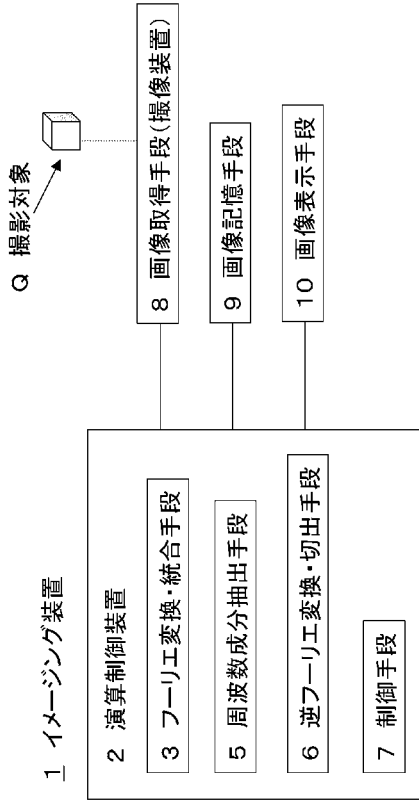 1 イメージング装置
2 演算制御装置
3 フーリエ変換・統合手段
5 周波数成分抽出手段
6 逆フーリエ変換・切出手段
7 制御手段
Q 撮影対象
8 画像取得手段(撮像装置)
9 画像記憶手段
10 画像表示手段